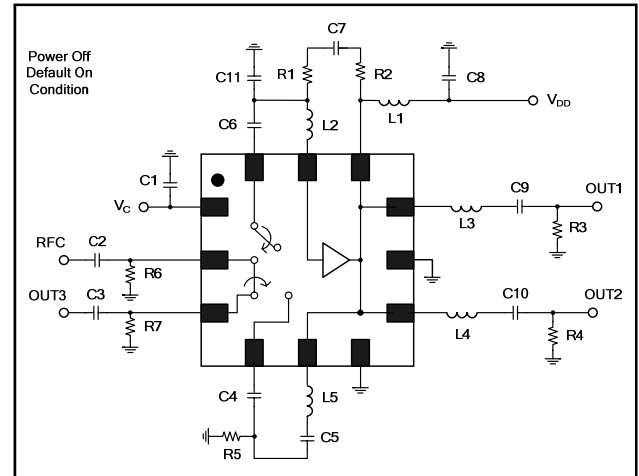 Power Off
Default On
Condition
C7
C11
R1
R2
C8
C6
L2
L1
VDD
C1
VC
C9
OUT1
L3
R3
RFC
C2
R6
OUT3
C3
R7
C10
OUT2
L4
R4
C4
L5
R5
C5